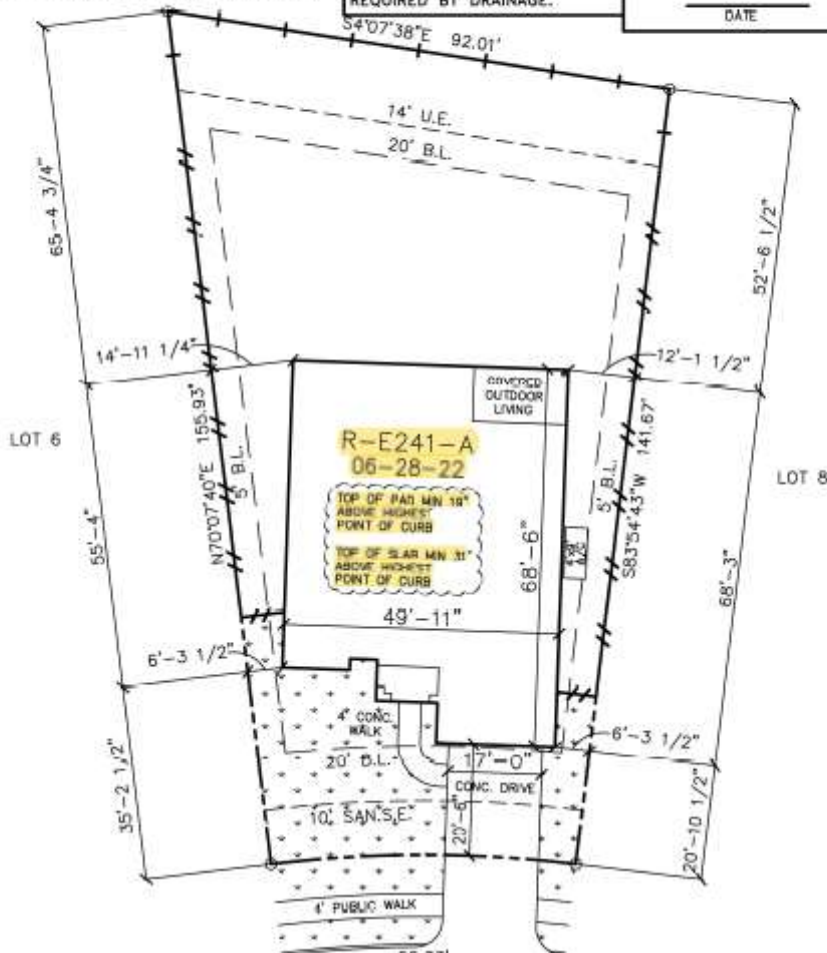 REQUIRED BY DRAINAGE.
DATE
S4°07'38"E 92.01'
14' U.E.
20' B.L.
65'-4 3/4"
52'-6 1/2"
14'-11 1/4"
12'-1 1/2"
COVERED
OUTDOOR
LIVING
LOT 6
LOT 8
N70°07'40"E 155.93'
5' B.L.
S83°54'43"W 141.67'
5' B.L.
R-E241-A
06-28-22
TOP OF PAD MIN 19"
ABOVE HIGHEST
POINT OF CURB
TOP OF SLAB MIN 31"
ABOVE HIGHEST
POINT OF CURB
55'-4"
68'-6"
68'-3"
A/C
49'-11"
6'-3 1/2"
4' CONC.
WALK
6'-3 1/2"
20' B.L.
17'-0"
CONC. DRIVE
35'-2 1/2"
20'-10 1/2"
10' SAN.S.E.
20'-6"
4' PUBLIC WALK